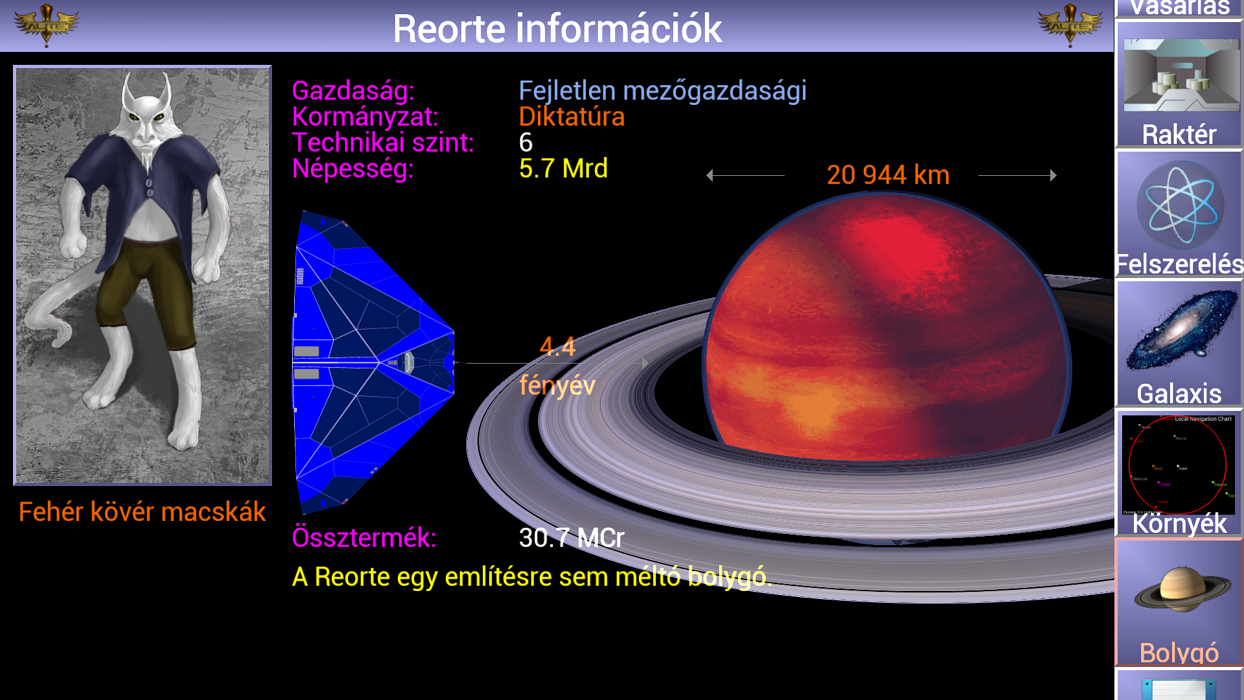 Reorte információk
ALITE
ALITE
Vásárlás
Gazdaság: Fejletlen mezőgazdasági
Kormányzat: Diktatúra
Technikai szint: 6
Népesség: 5.7 Mrd
20 944 km
4.4
fényév
Fehér kövér macskák
Össztermék: 30.7 MCr
A Reorte egy említésre sem méltó bolygó.
Raktér
Felszerelés
Galaxis
Local Navigation Chart
Környék
Bolygó